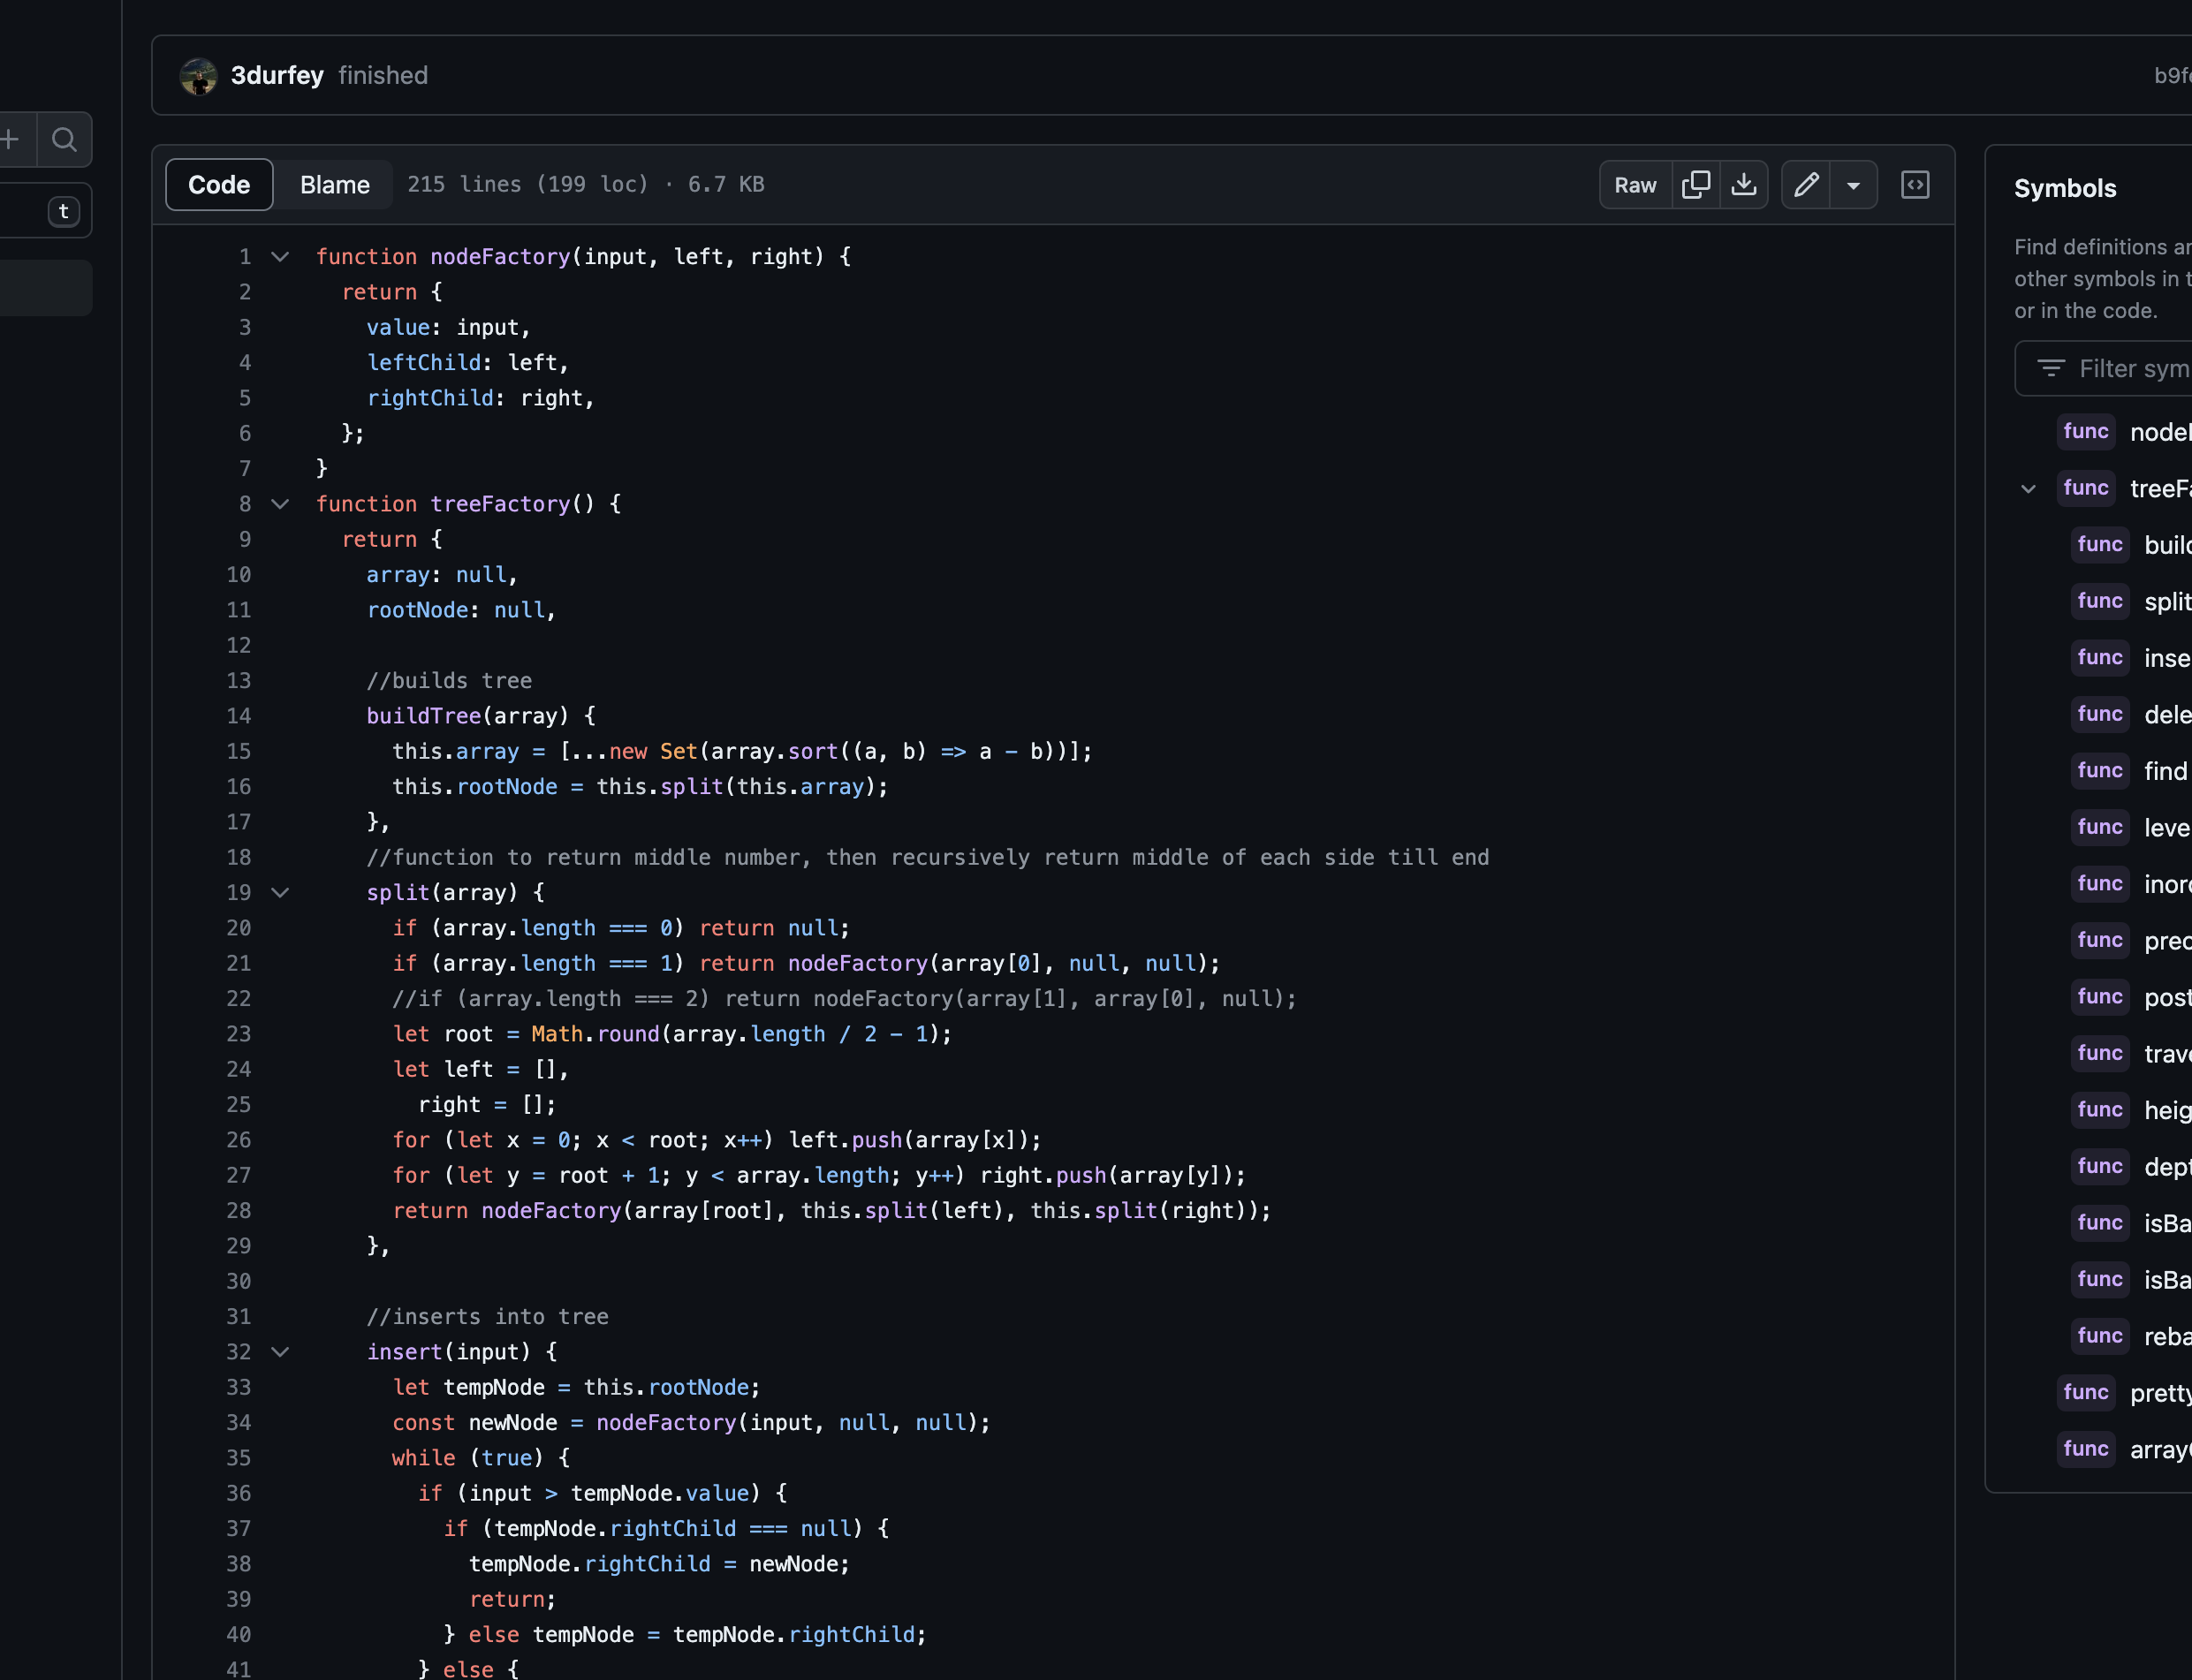 3durfey finished
b9f
t
Code Blame 215 lines (199 loc) · 6.7 KB
Raw
1 function nodeFactory(input, left, right) {
2   return {
3     value: input,
4     leftChild: left,
5     rightChild: right,
6   };
7 }
8 function treeFactory() {
9   return {
10     array: null,
11     rootNode: null,
12
13     //builds tree
14     buildTree(array) {
15       this.array = [...new Set(array.sort((a, b) => a - b))];
16       this.rootNode = this.split(this.array);
17     },
18     //function to return middle number, then recursively return middle of each side till end
19     split(array) {
20       if (array.length === 0) return null;
21       if (array.length === 1) return nodeFactory(array[0], null, null);
22       //if (array.length === 2) return nodeFactory(array[1], array[0], null);
23       let root = Math.round(array.length / 2 - 1);
24       let left = [],
25         right = [];
26       for (let x = 0; x < root; x++) left.push(array[x]);
27       for (let y = root + 1; y < array.length; y++) right.push(array[y]);
28       return nodeFactory(array[root], this.split(left), this.split(right));
29     },
30
31     //inserts into tree
32     insert(input) {
33       let tempNode = this.rootNode;
34       const newNode = nodeFactory(input, null, null);
35       while (true) {
36         if (input > tempNode.value) {
37           if (tempNode.rightChild === null) {
38             tempNode.rightChild = newNode;
39             return;
40           } else tempNode = tempNode.rightChild;
41         } else {
Symbols
Find definitions
other symbols in
or in the code.
Filter sym
func node
func treeF
func build
func split
func inse
func dele
func find
func leve
func inor
func prec
func post
func trav
func heig
func dept
func isBa
func isBa
func reba
func pretty
func array